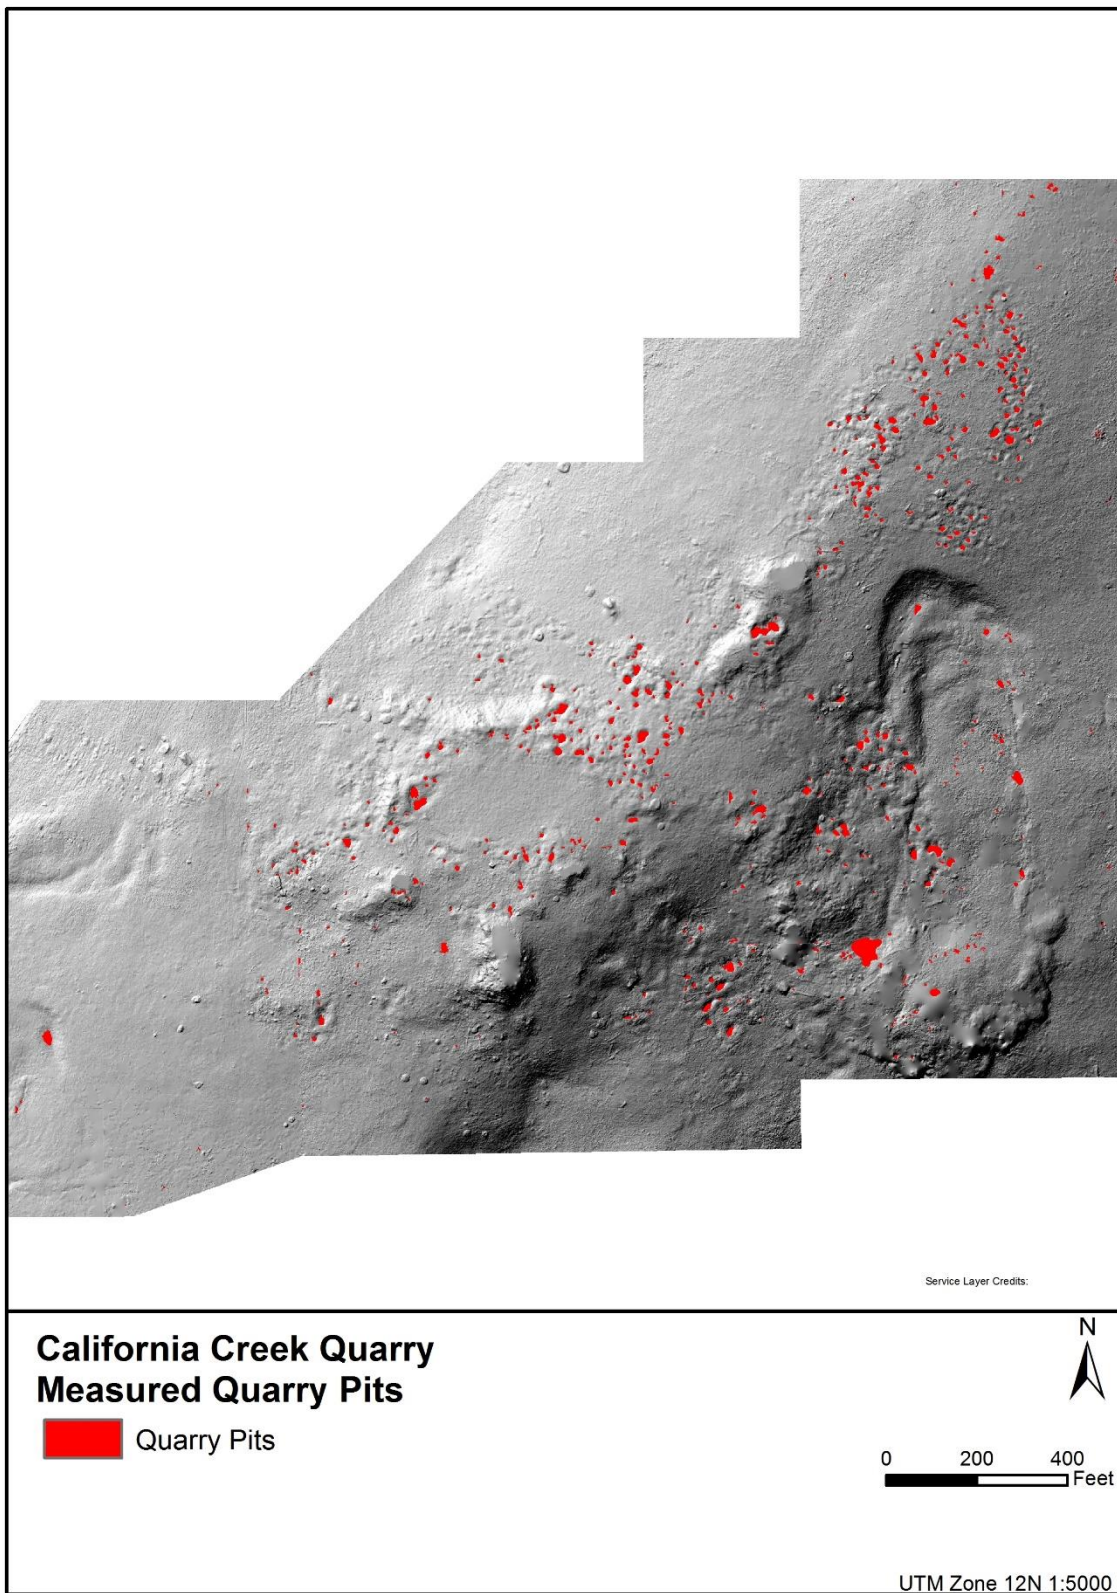 Service Layer Credits:
California Creek Quarry
Measured Quarry Pits
Quarry Pits
N
0 200 400
Feet
UTM Zone 12N 1:5000